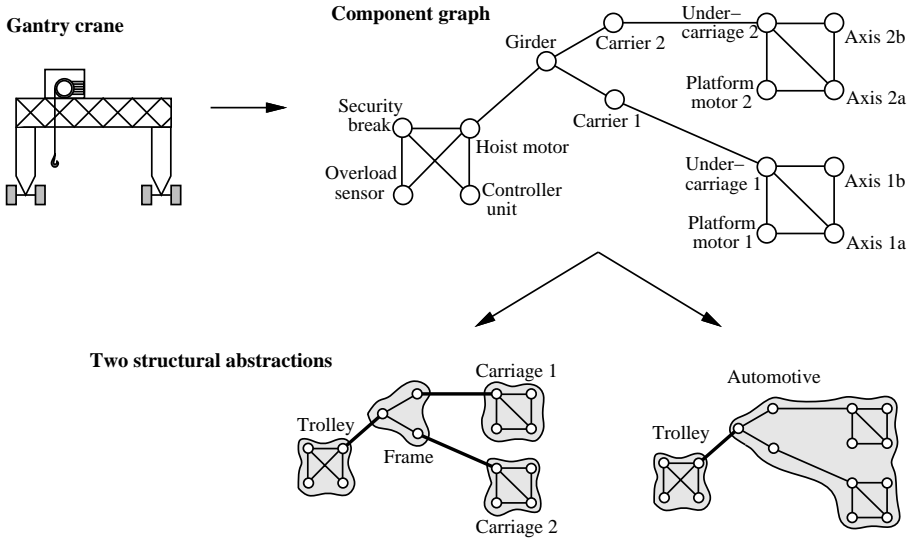 Gantry crane
Component graph
Under–
carriage 2
Axis 2b
Girder
Carrier 2
Platform
motor 2
Axis 2a
Security
break
Carrier 1
Hoist motor
Under–
carriage 1
Axis 1b
Overload
sensor
Controller
unit
Platform
motor 1
Axis 1a
Two structural abstractions
Carriage 1
Trolley
Frame
Carriage 2
Automotive
Trolley